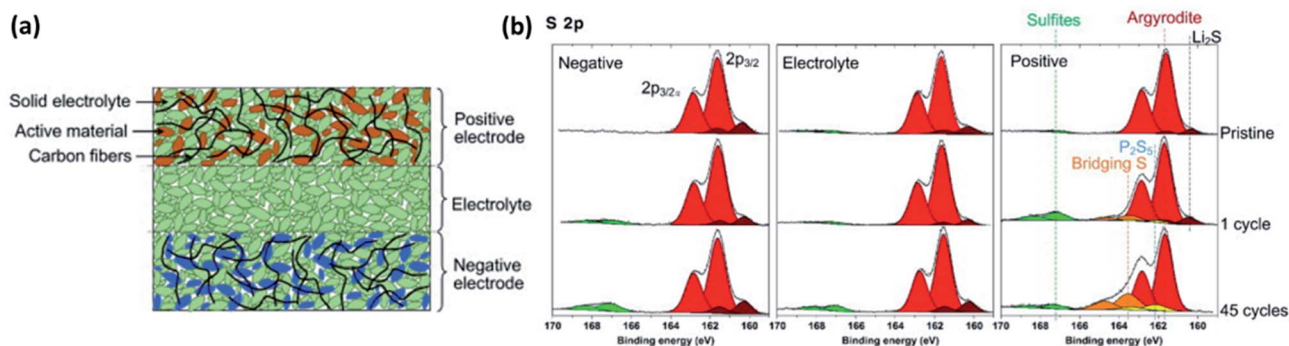 (a)
Solid electrolyte
Active material
Carbon fibers
Positive
electrode
Electrolyte
Negative
electrode
(b)
S 2p
Sulfites
Argyrodite
Li₂S
Negative
2p₃/₂
2p₃/₂α
Electrolyte
Positive
Pristine
P₂S₅
Bridging S
1 cycle
45 cycles
170 168 166 164 162 160
Binding energy (eV)
170 168 166 164 162 160
Binding energy (eV)
170 168 166 164 162 160
Binding energy (eV)